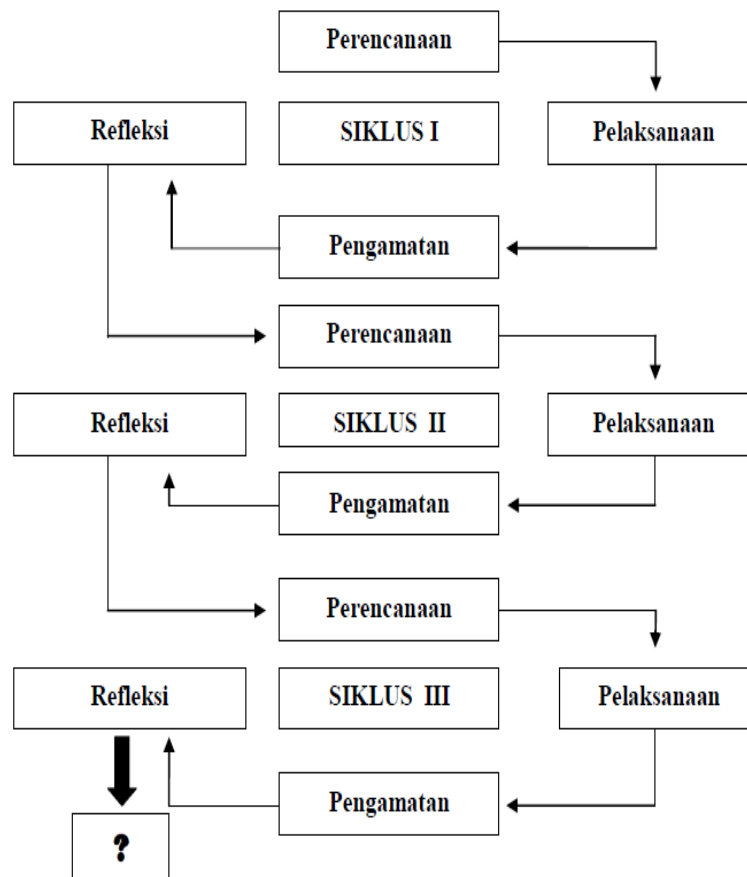 Perencanaan
Refleksi
SIKLUS I
Pelaksanaan
Pengamatan
Perencanaan
Refleksi
SIKLUS II
Pelaksanaan
Pengamatan
Perencanaan
Refleksi
SIKLUS III
Pelaksanaan
Pengamatan
?